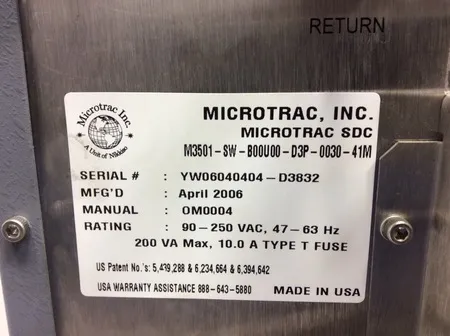 RETURN
Microtrac Inc.
A Unit of Nikkiso
MICROTRAC, INC.
MICROTRAC SDC
M3501-SW-B00U00-D3P-0030-41M
SERIAL # : YW06040404-D3832
MFG'D : April 2006
MANUAL : OM0004
RATING : 90-250 VAC, 47-63 Hz
200 VA Max, 10.0 A TYPE T FUSE
US Patent No.'s: 5,439,288 & 6,234,664 & 6,394,642
USA WARRANTY ASSISTANCE 888-643-5880
MADE IN USA